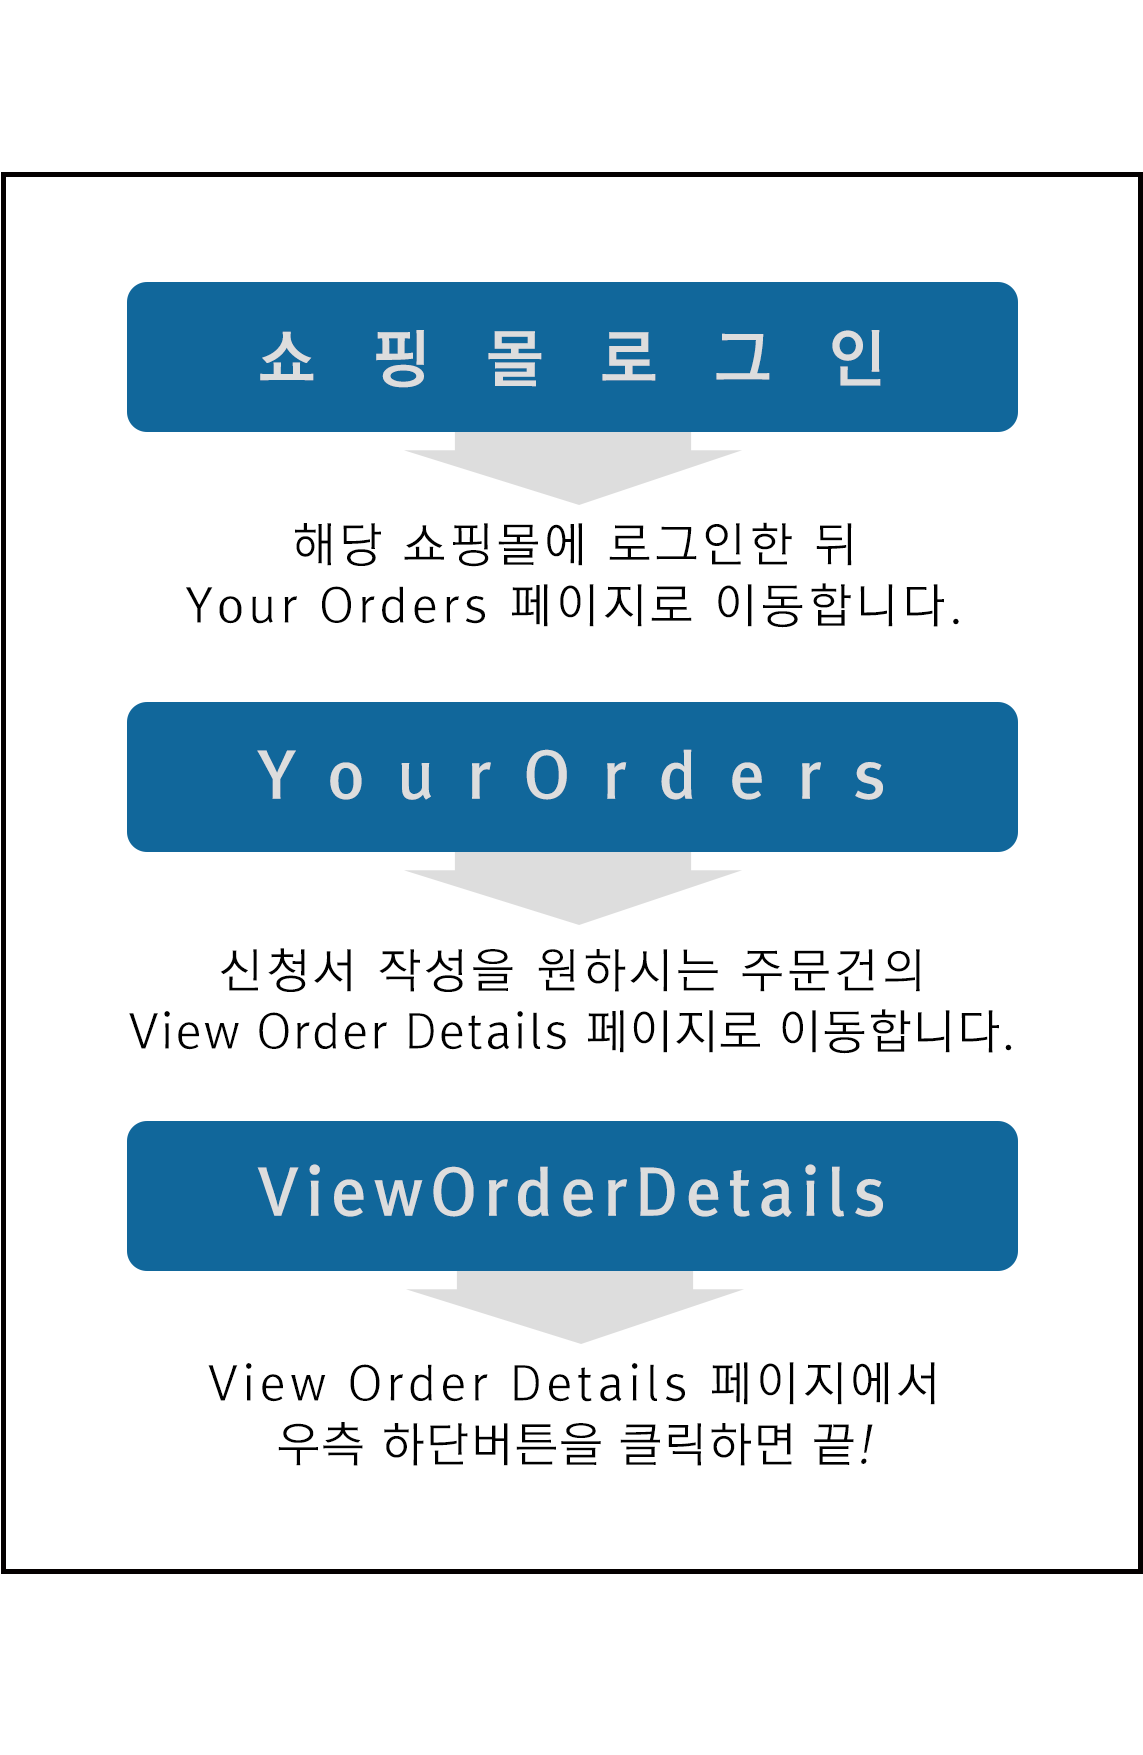 쇼핑몰로그인
해당 쇼핑몰에 로그인한 뒤
Your Orders 페이지로 이동합니다.
YourOrders
신청서 작성을 원하시는 주문건의
View Order Details 페이지로 이동합니다.
ViewOrderDetails
View Order Details 페이지에서
우측 하단버튼을 클릭하면 끝!